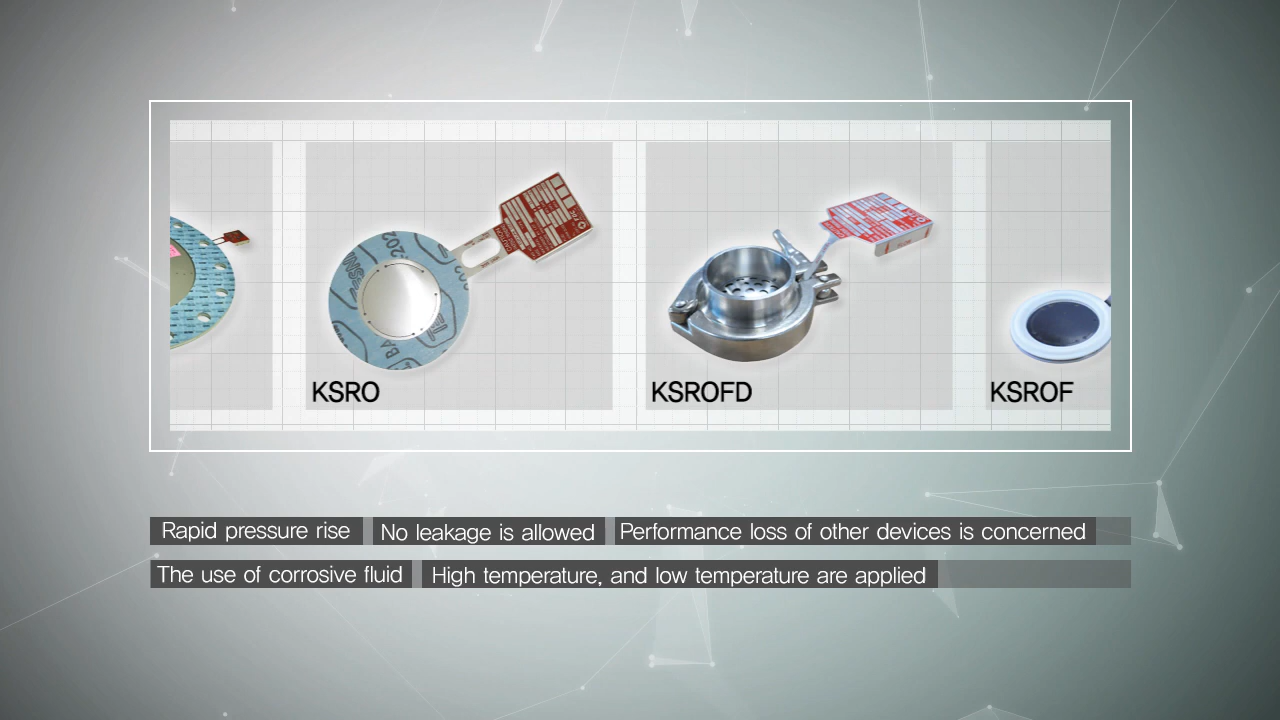 KSRO
KSROFD
KSROF
Rapid pressure rise
No leakage is allowed
Performance loss of other devices is concerned
The use of corrosive fluid
High temperature, and low temperature are applied